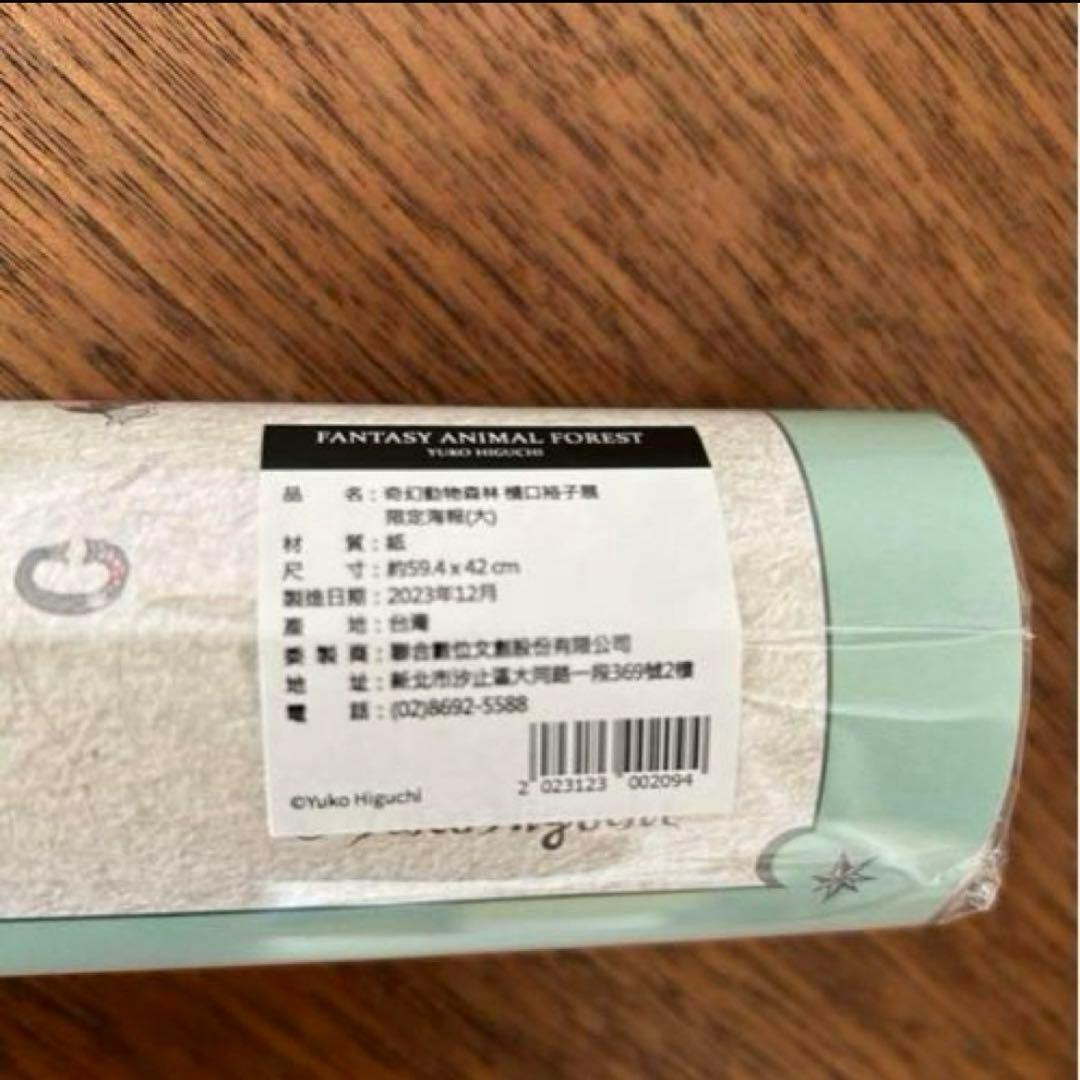 FANTASY ANIMAL FOREST
YUKO HIGUCHI
品 名：奇幻動物森林 樋口裕子展
限定海報(大)
材 質：紙
尺 寸：約59.4 x 42 cm
製造日期：2023年12月
產 地：台灣
委 製 商：聯合數位文創股份有限公司
地 址：新北市汐止區大同路一段369號2樓
電 話：(02)8692-5588
2 023123 002094
©Yuko Higuchi